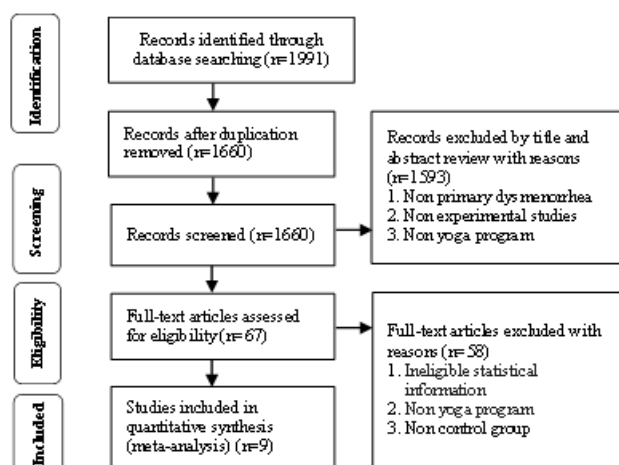 Identification
Records identified through
database searching (n=1991)
Records after duplication
removed (n=1660)
Records excluded by title and
abstract review with reasons
(n=1593)
1. Non primary dysmenorrhea
2. Non experimental studies
3. Non yoga program
Screening
Records screened (n=1660)
Eligibility
Full-text articles assessed
for eligibility (n=67)
Full-text articles excluded with
reasons (n=58)
1. Ineligible statistical
information
2. Non yoga program
3. Non control group
Included
Studies included in
quantitative synthesis
(meta-analysis) (n=9)